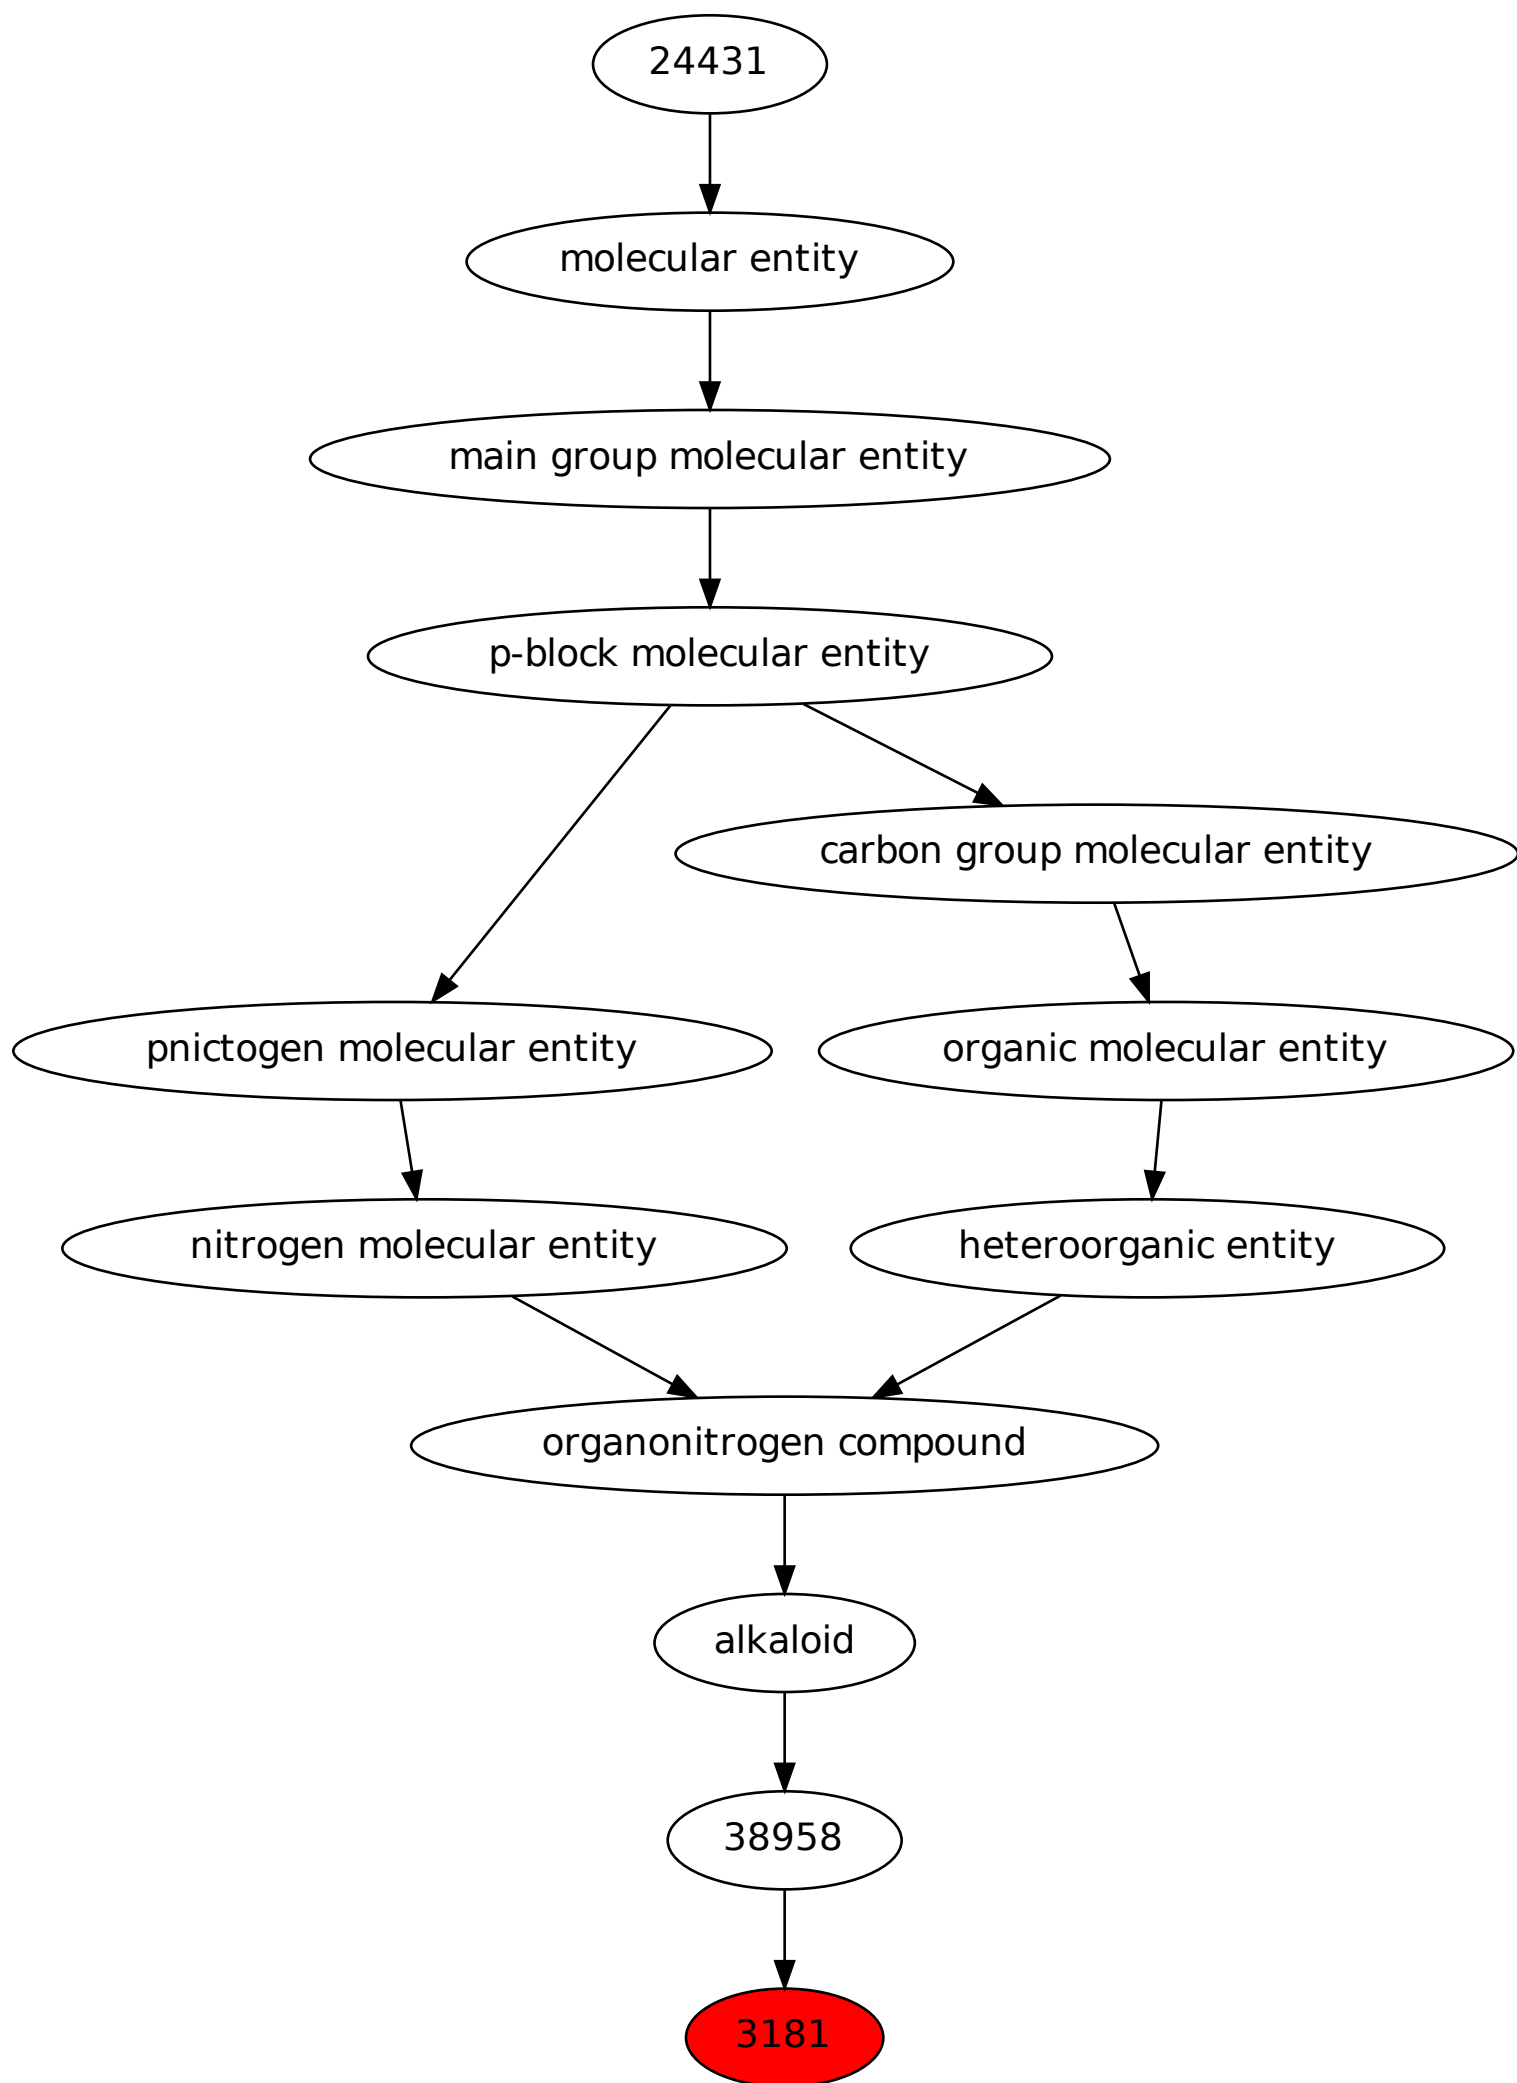 24431
molecular entity
main group molecular entity
p-block molecular entity
carbon group molecular entity
pnictogen molecular entity
organic molecular entity
nitrogen molecular entity
heteroorganic entity
organonitrogen compound
alkaloid
38958
3181